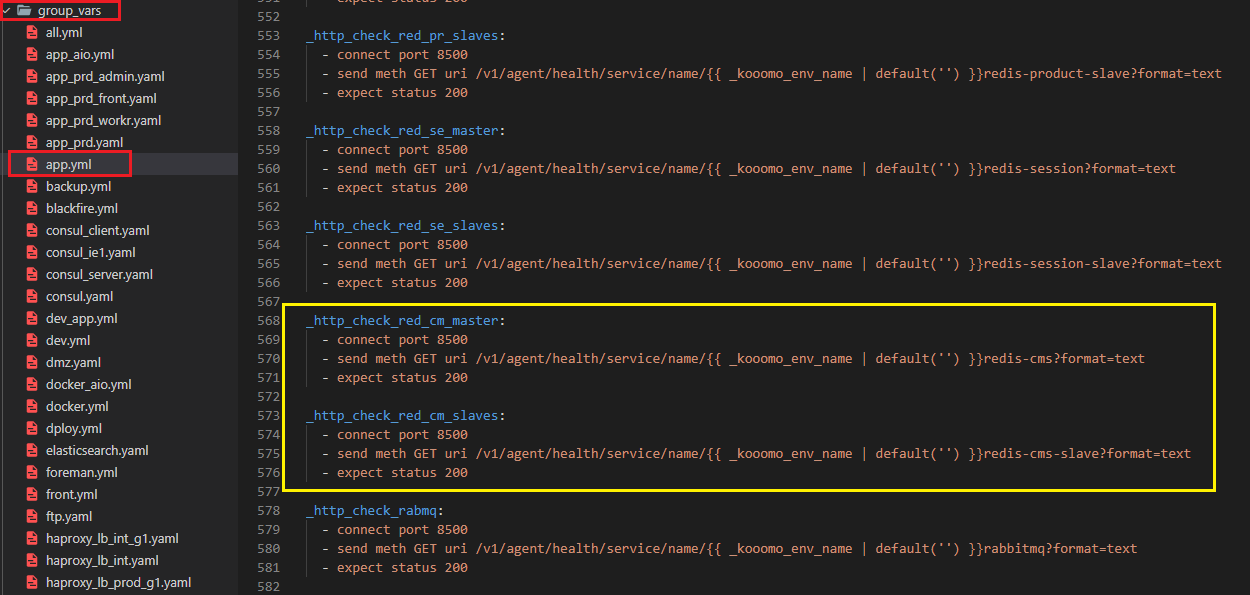 group_vars
all.yml
app_aio.yml
app_prd_admin.yaml
app_prd_front.yaml
app_prd_workr.yaml
app_prd.yaml
app.yml
backup.yml
blackfire.yml
consul_client.yaml
consul_ie1.yaml
consul_server.yaml
consul.yaml
dev_app.yml
dev.yml
dmz.yaml
docker_aio.yml
docker.yml
dploy.yml
elasticsearch.yaml
foreman.yml
front.yml
ftp.yaml
haproxy_lb_int_g1.yaml
haproxy_lb_int.yaml
haproxy_lb_prod_g1.yaml
551 - expect status 200
552
553 _http_check_red_pr_slaves:
554 - connect port 8500
555 - send meth GET uri /v1/agent/health/service/name/{{ _kooomo_env_name | default('') }}redis-product-slave?format=text
556 - expect status 200
557
558 _http_check_red_se_master:
559 - connect port 8500
560 - send meth GET uri /v1/agent/health/service/name/{{ _kooomo_env_name | default('') }}redis-session?format=text
561 - expect status 200
562
563 _http_check_red_se_slaves:
564 - connect port 8500
565 - send meth GET uri /v1/agent/health/service/name/{{ _kooomo_env_name | default('') }}redis-session-slave?format=text
566 - expect status 200
567
568 _http_check_red_cm_master:
569 - connect port 8500
570 - send meth GET uri /v1/agent/health/service/name/{{ _kooomo_env_name | default('') }}redis-cms?format=text
571 - expect status 200
572
573 _http_check_red_cm_slaves:
574 - connect port 8500
575 - send meth GET uri /v1/agent/health/service/name/{{ _kooomo_env_name | default('') }}redis-cms-slave?format=text
576 - expect status 200
577
578 _http_check_rabmq:
579 - connect port 8500
580 - send meth GET uri /v1/agent/health/service/name/{{ _kooomo_env_name | default('') }}rabbitmq?format=text
581 - expect status 200
582